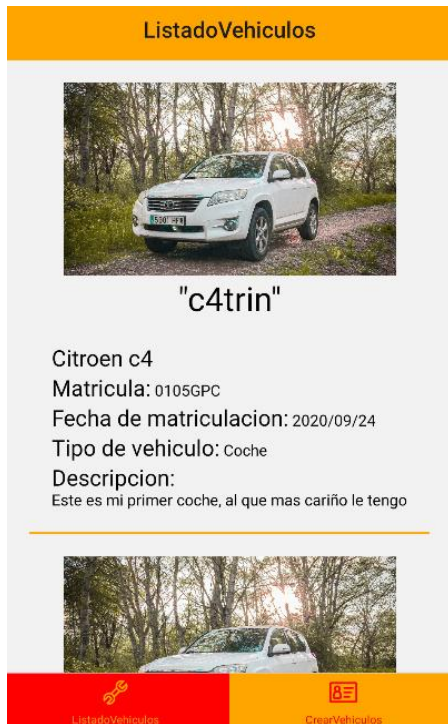 ListadoVehiculos
"c4trin"
Citroen c4
Matricula: 0105GPC
Fecha de matriculacion: 2020/09/24
Tipo de vehiculo: Coche
Descripcion:
Este es mi primer coche, al que mas cariño le tengo
ListadoVehiculos
CrearVehiculos